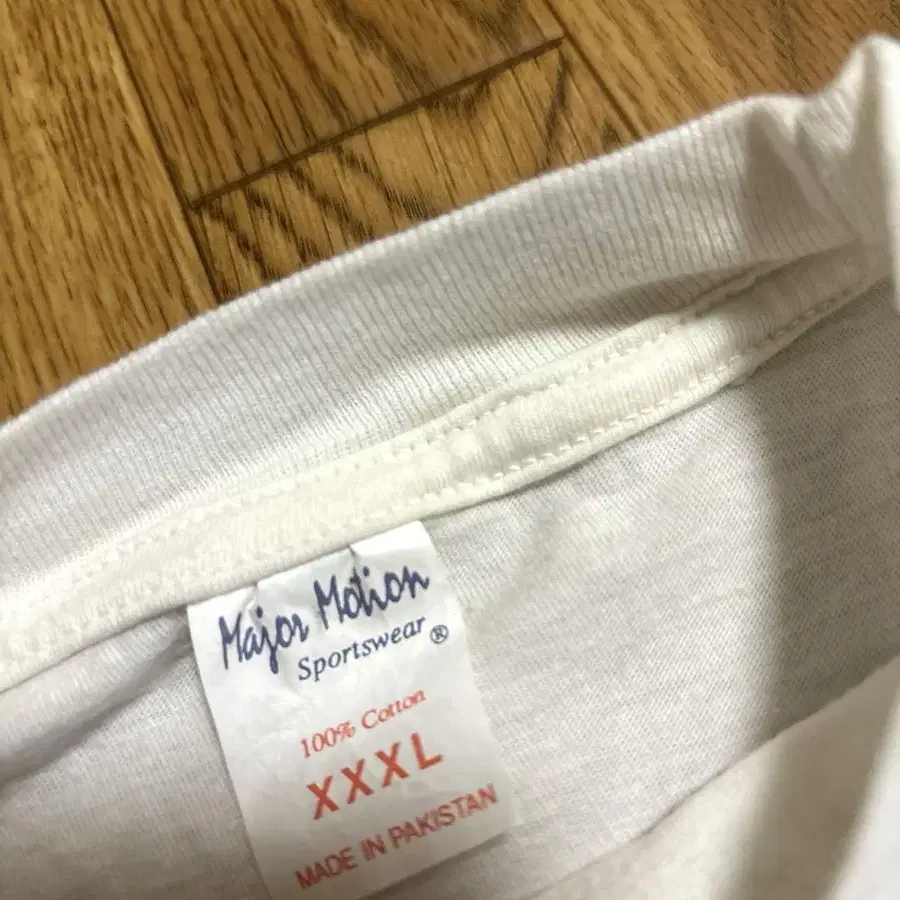 Major Motion
Sportswear®
100% Cotton
XXXL
MADE IN PAKISTAN